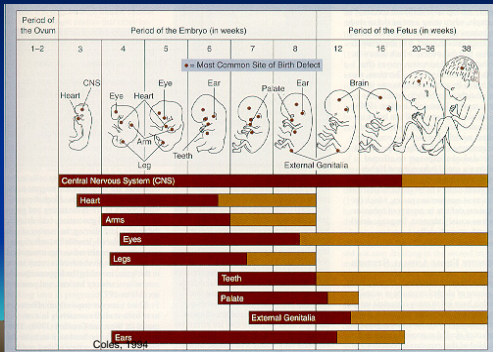 Period of the Ovum
Period of the Embryo (in weeks)
Period of the Fetus (in weeks)
1–2 3 4 5 6 7 8 12 16 20–36 38
= Most Common Site of Birth Defect
CNS
Heart
Eye Heart
Eye
Ear
Palate
Ear
Brain
Arm
Leg
Teeth
External Genitalia
Central Nervous System (CNS)
Heart
Arms
Eyes
Legs
Teeth
Palate
External Genitalia
Ears
Coles, 1994